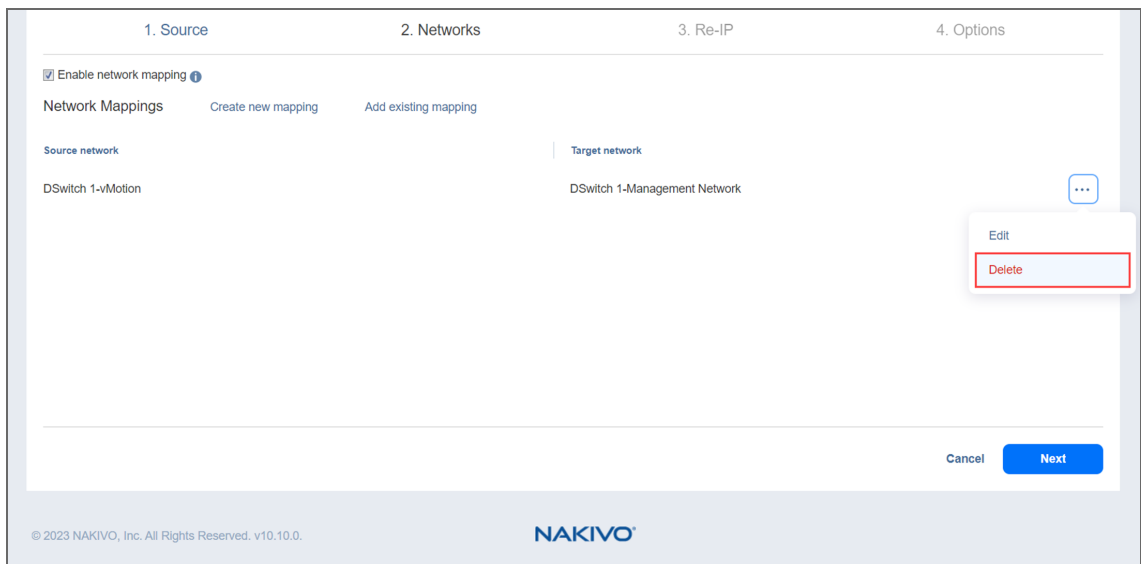 1. Source 2. Networks 3. Re-IP 4. Options
Enable network mapping
Network Mappings Create new mapping Add existing mapping
Source network Target network
DSwitch 1-vMotion DSwitch 1-Management Network
Edit
Delete
Cancel Next
© 2023 NAKIVO, Inc. All Rights Reserved. v10.10.0. NAKIVO®